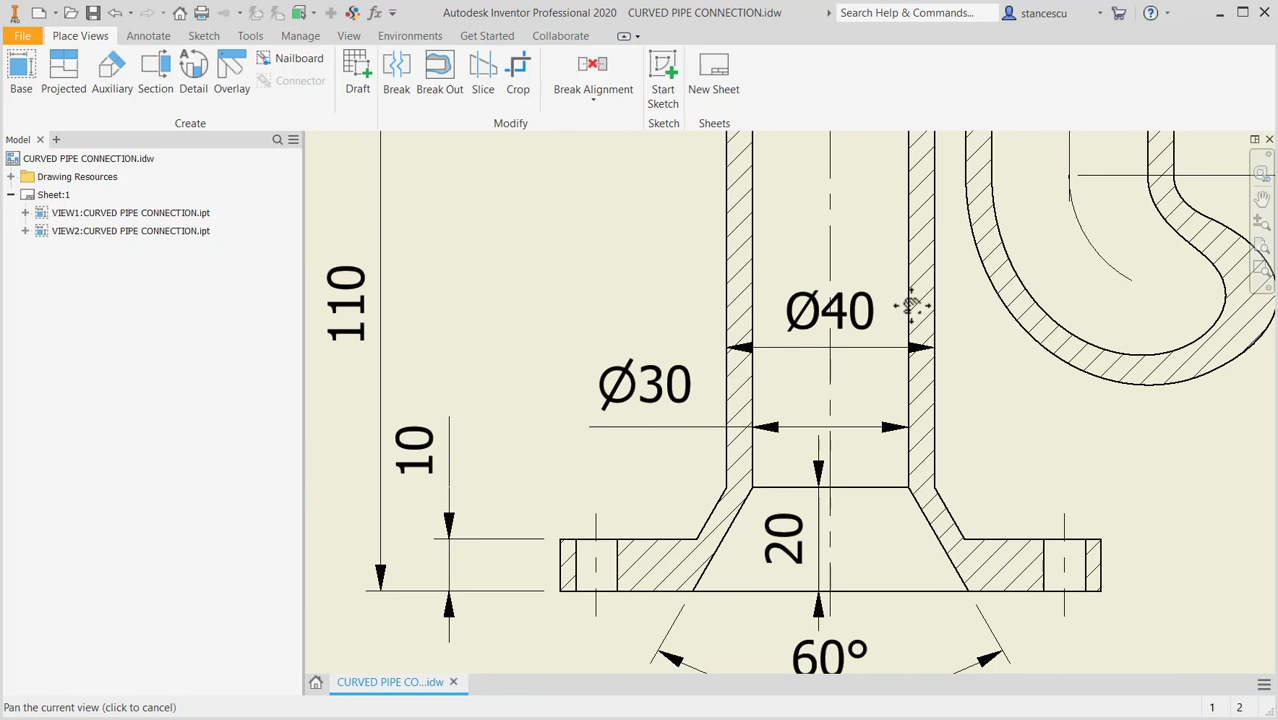 PRO
fx
Autodesk Inventor Professional 2020 CURVED PIPE CONNECTION.idw
Search Help & Commands...
stancescu
File
Place Views
Annotate
Sketch
Tools
Manage
View
Environments
Get Started
Collaborate
Base
Projected
Auxiliary
Section
Detail
Overlay
Nailboard
Connector
Draft
Break
Break Out
Slice
Crop
Break Alignment
Start
Sketch
New Sheet
Create
Modify
Sketch
Sheets
Model
CURVED PIPE CONNECTION.idw
Drawing Resources
Sheet:1
VIEW1:CURVED PIPE CONNECTION.ipt
VIEW2:CURVED PIPE CONNECTION.ipt
110
Ø40
Ø30
10
20
60°
CURVED PIPE CO...idw
Pan the current view (click to cancel)
1
2